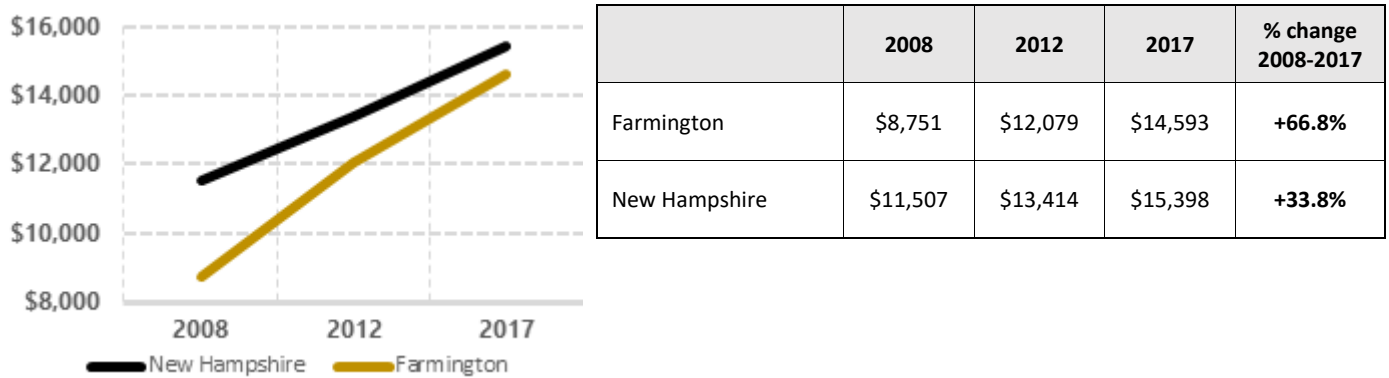 $16,000
$14,000
$12,000
$10,000
$8,000
2008 2012 2017
New Hampshire Farmington
2008 2012 2017 % change
2008-2017
Farmington $8,751 $12,079 $14,593 +66.8%
New Hampshire $11,507 $13,414 $15,398 +33.8%